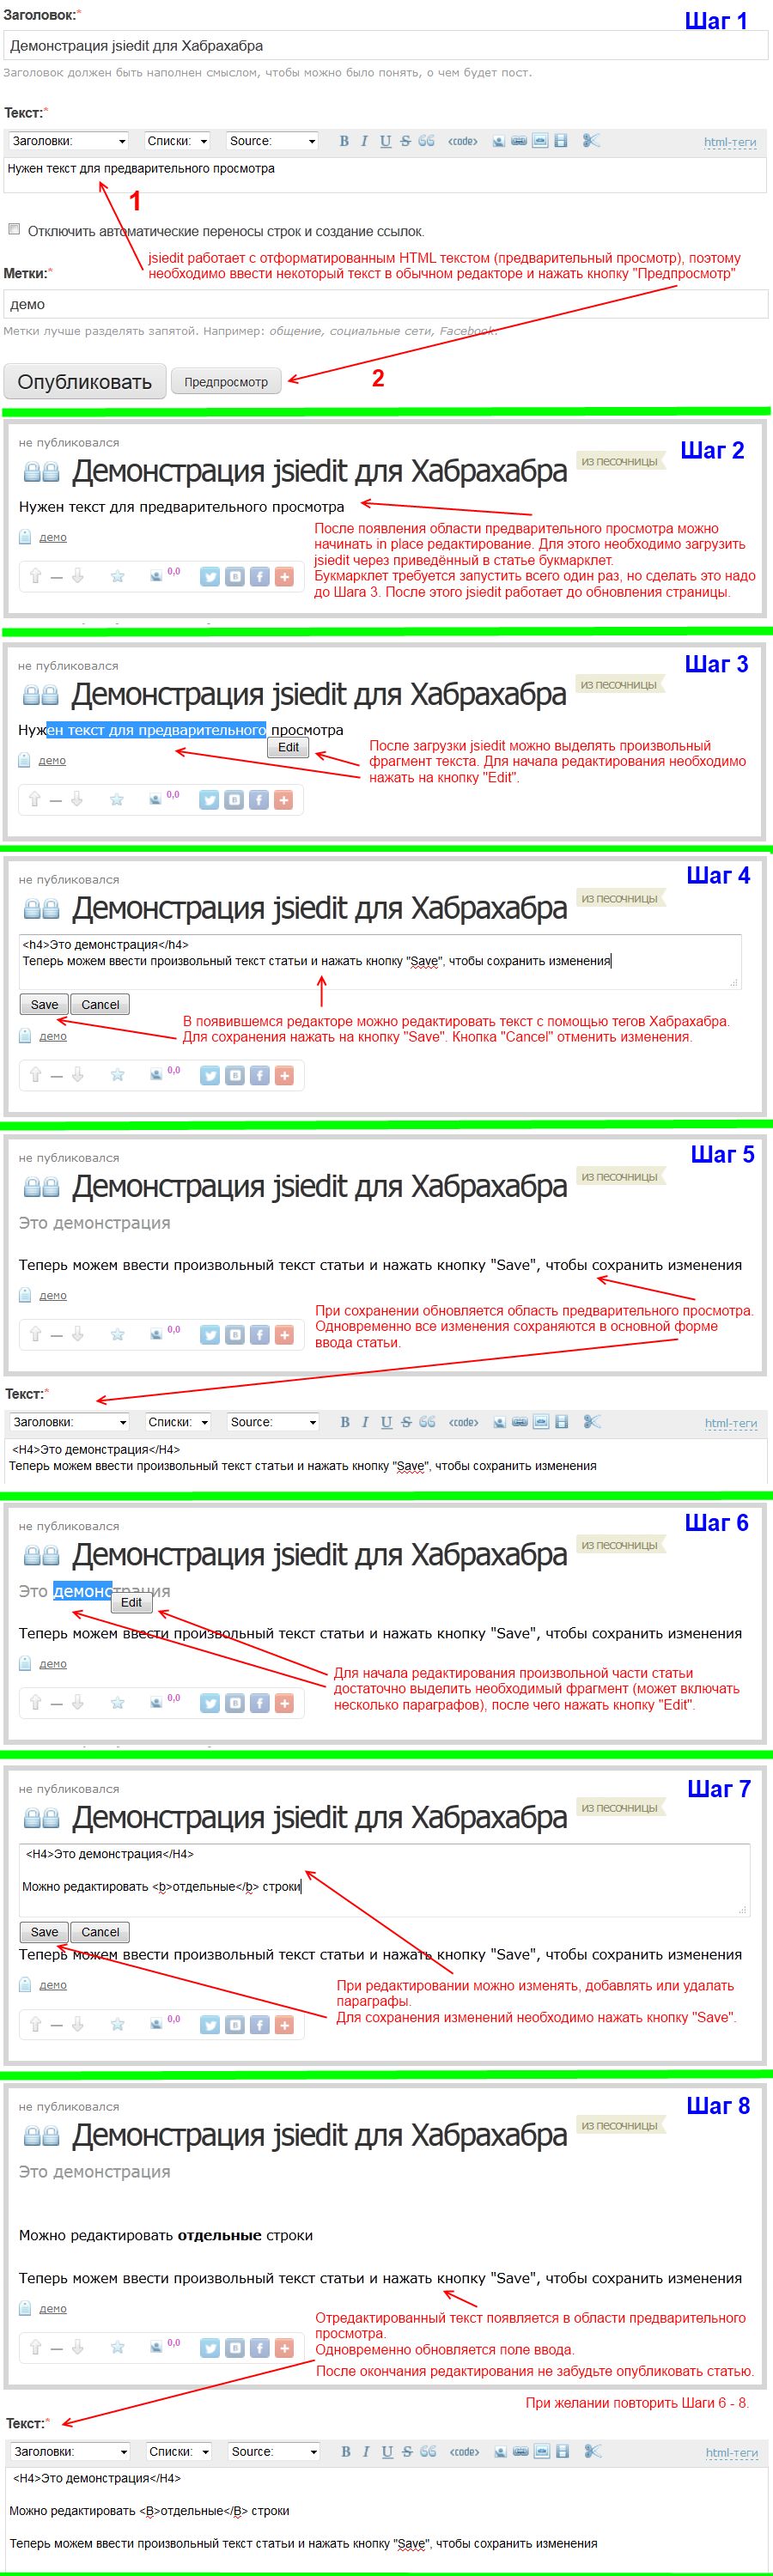 Заголовок:*
Шаг 1
Демонстрация jsiedit для Хабрахабра
Заголовок должен быть наполнен смыслом, чтобы можно было понять, о чем будет пост.
Текст:*
Заголовки: Списки: Source: B I U S 66 <code> html-теги
Нужен текст для предварительного просмотра
1
Отключить автоматические переносы строк и создание ссылок.
jsiedit работает с отформатированным HTML текстом (предварительный просмотр), поэтому
необходимо ввести некоторый текст в обычном редакторе и нажать кнопку "Предпросмотр"
Метки:*
демо
Метки лучше разделять запятой. Например: общение, социальные сети, Facebook.
Опубликовать Предпросмотр
2
не публиковался
Шаг 2
Демонстрация jsiedit для Хабрахабра из песочницы
Нужен текст для предварительного просмотра
После появления области предварительного просмотра можно
начинать in place редактирование. Для этого необходимо загрузить
jsiedit через приведённый в статье букмарклет.
Букмарклет требуется запустить всего один раз, но сделать это надо
до Шага 3. После этого jsiedit работает до обновления страницы.
демо
— 0,0 В f +
не публиковался
Шаг 3
Демонстрация jsiedit для Хабрахабра из песочницы
Нужен текст для предварительного просмотра
Edit
После загрузки jsiedit можно выделять произвольный
фрагмент текста. Для начала редактирования необходимо
нажать на кнопку "Edit".
демо
— 0,0 В f +
Шаг 4
не публиковался
Демонстрация jsiedit для Хабрахабра из песочницы
<h4>Это демонстрация</h4>
Теперь можем ввести произвольный текст статьи и нажать кнопку "Save", чтобы сохранить изменения
Save Cancel
В появившемся редакторе можно редактировать текст с помощью тегов Хабрахабра.
Для сохранения нажать на кнопку "Save". Кнопка "Cancel" отменить изменения.
демо
— 0,0 В f +
Шаг 5
не публиковался
Демонстрация jsiedit для Хабрахабра из песочницы
Это демонстрация
Теперь можем ввести произвольный текст статьи и нажать кнопку "Save", чтобы сохранить изменения
демо
При сохранении обновляется область предварительного просмотра.
Одновременно все изменения сохраняются в основной форме
ввода статьи.
— 0,0 В f +
Текст:*
Заголовки: Списки: Source: B I U S 66 <code> html-теги
<H4>Это демонстрация</H4>
Теперь можем ввести произвольный текст статьи и нажать кнопку "Save", чтобы сохранить изменения
Шаг 6
не публиковался
Демонстрация jsiedit для Хабрахабра из песочницы
Это демонстрация
Edit
Теперь можем ввести произвольный текст статьи и нажать кнопку "Save", чтобы сохранить изменения
демо
Для начала редактирования произвольной части статьи
достаточно выделить необходимый фрагмент (может включать
несколько параграфов), после чего нажать кнопку "Edit".
— 0,0 В f +
Шаг 7
не публиковался
Демонстрация jsiedit для Хабрахабра из песочницы
<H4>Это демонстрация</H4>
Можно редактировать <b>отдельные</b> строки
Save Cancel
Теперь можем ввести произвольный текст статьи и нажать кнопку "Save", чтобы сохранить изменения
демо
При редактировании можно изменять, добавлять или удалать
параграфы.
Для сохранения изменений необходимо нажать кнопку "Save".
— 0,0 В f +
Шаг 8
не публиковался
Демонстрация jsiedit для Хабрахабра из песочницы
Это демонстрация
Можно редактировать отдельные строки
Теперь можем ввести произвольный текст статьи и нажать кнопку "Save", чтобы сохранить изменения
демо
Отредактированный текст появляется в области предварительного
просмотра.
Одновременно обновляется поле ввода.
— 0,0 В f +
После окончания редактирования не забудьте опубликовать статью.
При желании повторить Шаги 6 - 8.
Текст:*
Заголовки: Списки: Source: B I U S 66 <code> html-теги
<H4>Это демонстрация</H4>
Можно редактировать <B>отдельные</B> строки
Теперь можем ввести произвольный текст статьи и нажать кнопку "Save", чтобы сохранить изменения